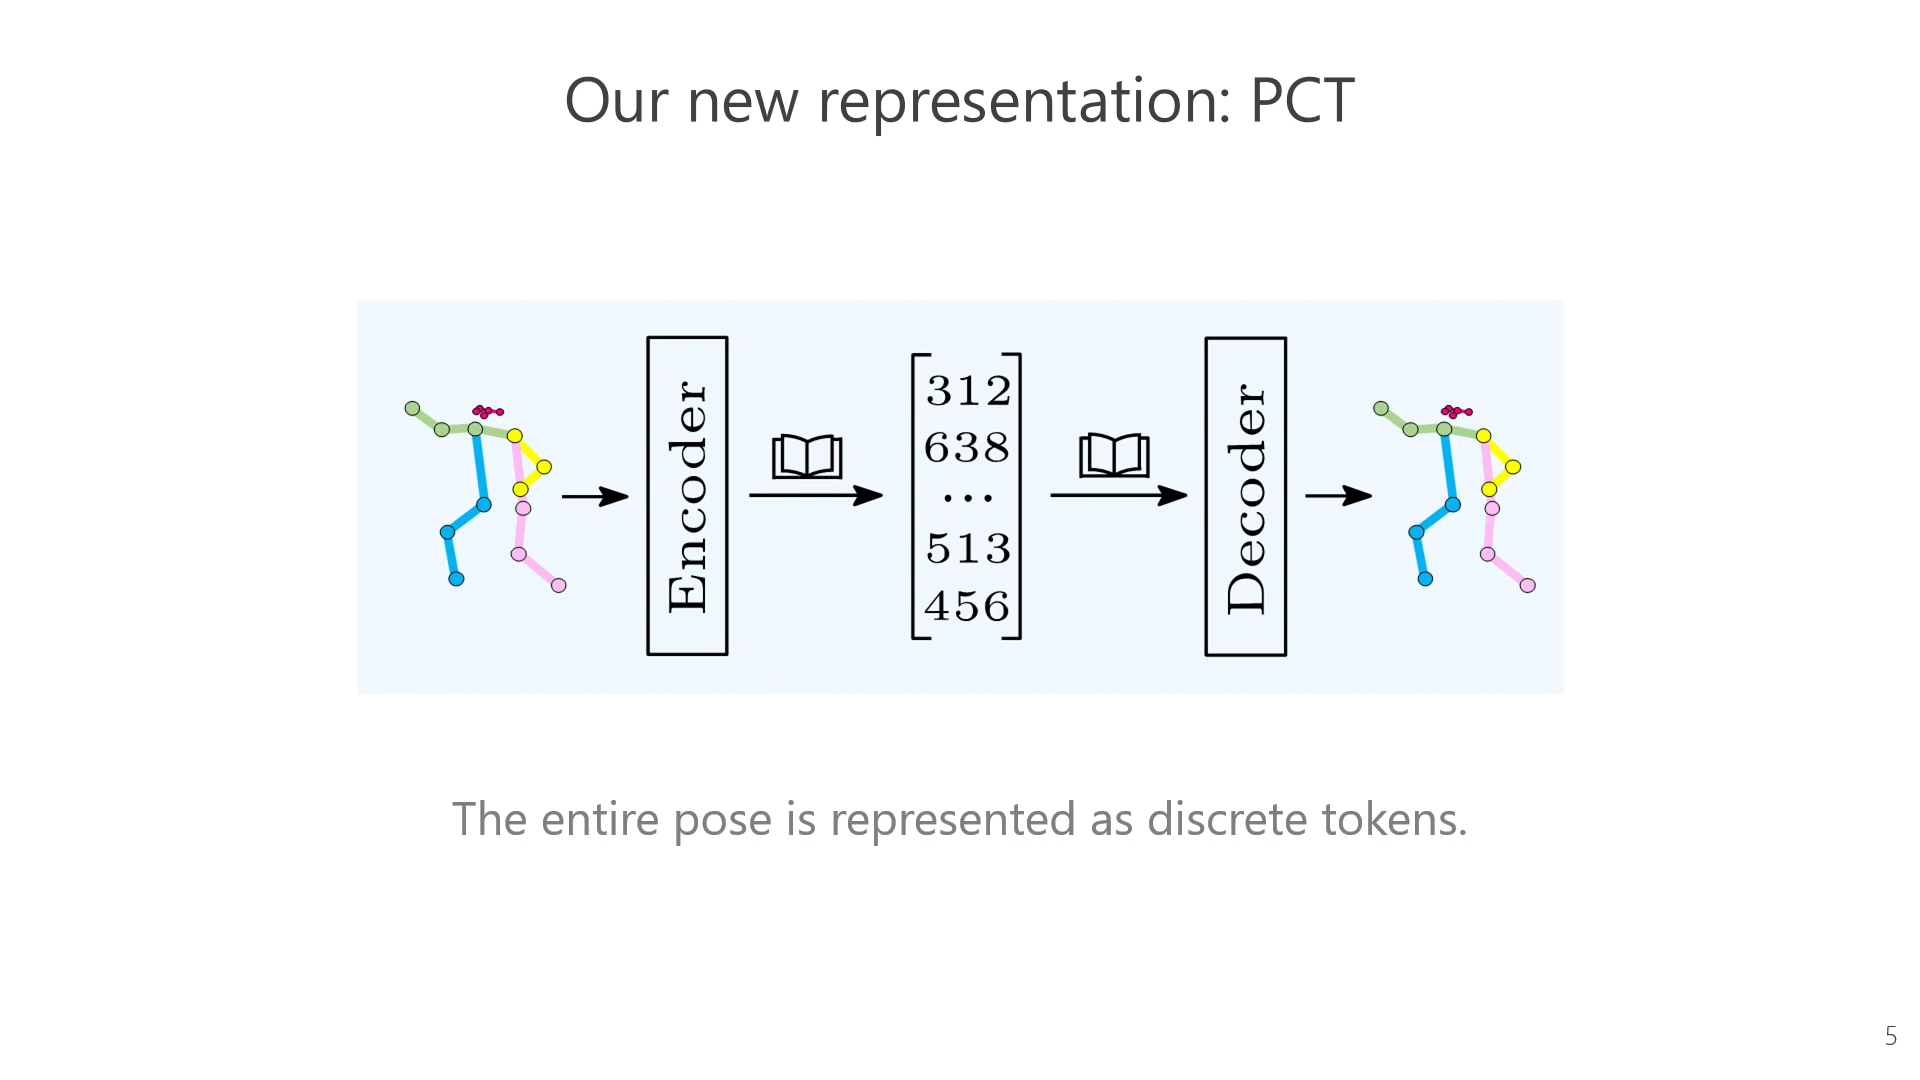 Our new representation: PCT
Encoder
312
638
...
513
456
Decoder
The entire pose is represented as discrete tokens.
5